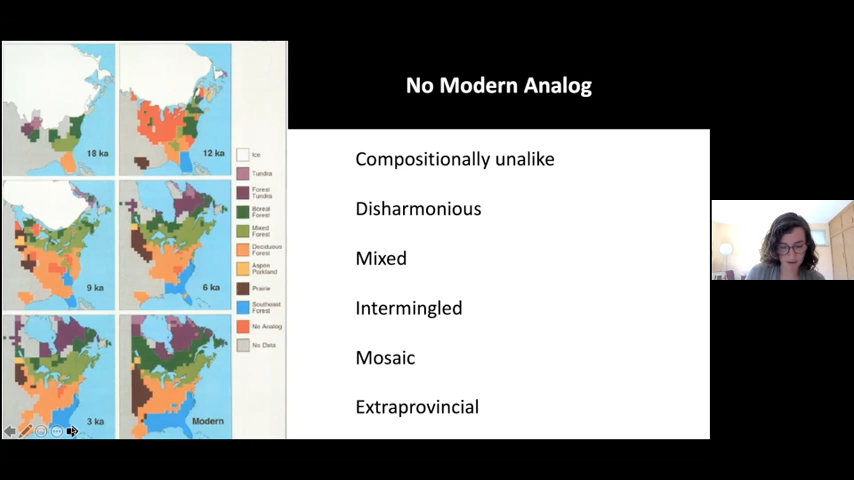 No Modern Analog
Compositionally unalike
Disharmonious
Mixed
Intermingled
Mosaic
Extraprovincial
18 ka
12 ka
9 ka
6 ka
3 ka
Modern
Ice
Tundra
Forest
Tundra
Boreal
Forest
Mixed
Forest
Deciduous
Forest
Aspen
Parkland
Prairie
Southeast
Forest
No Analog
No Data